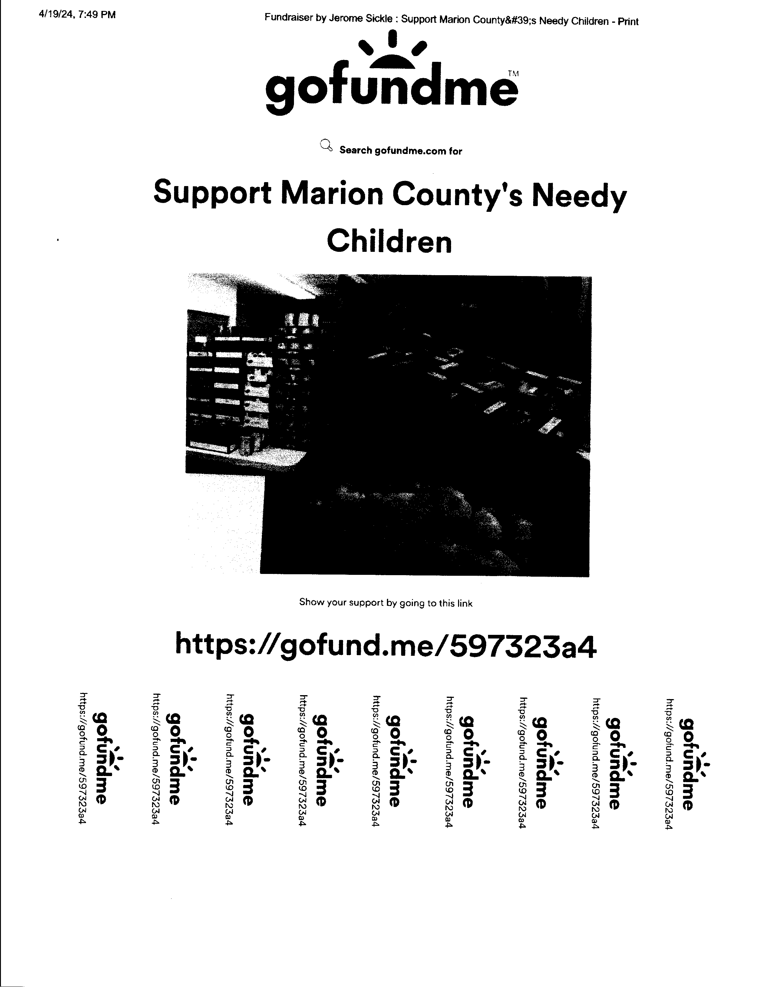 4/19/24, 7:49 PM
Fundraiser by Jerome Sickle : Support Marion County&#39;s Needy Children - Print
gofundme™
Search gofundme.com for
Support Marion County's Needy
Children
Show your support by going to this link
https://gofund.me/597323a4
gofundme
https://gofund.me/597323a4
gofundme
https://gofund.me/597323a4
gofundme
https://gofund.me/597323a4
gofundme
https://gofund.me/597323a4
gofundme
https://gofund.me/597323a4
gofundme
https://gofund.me/597323a4
gofundme
https://gofund.me/597323a4
gofundme
https://gofund.me/597323a4
gofundme
https://gofund.me/597323a4